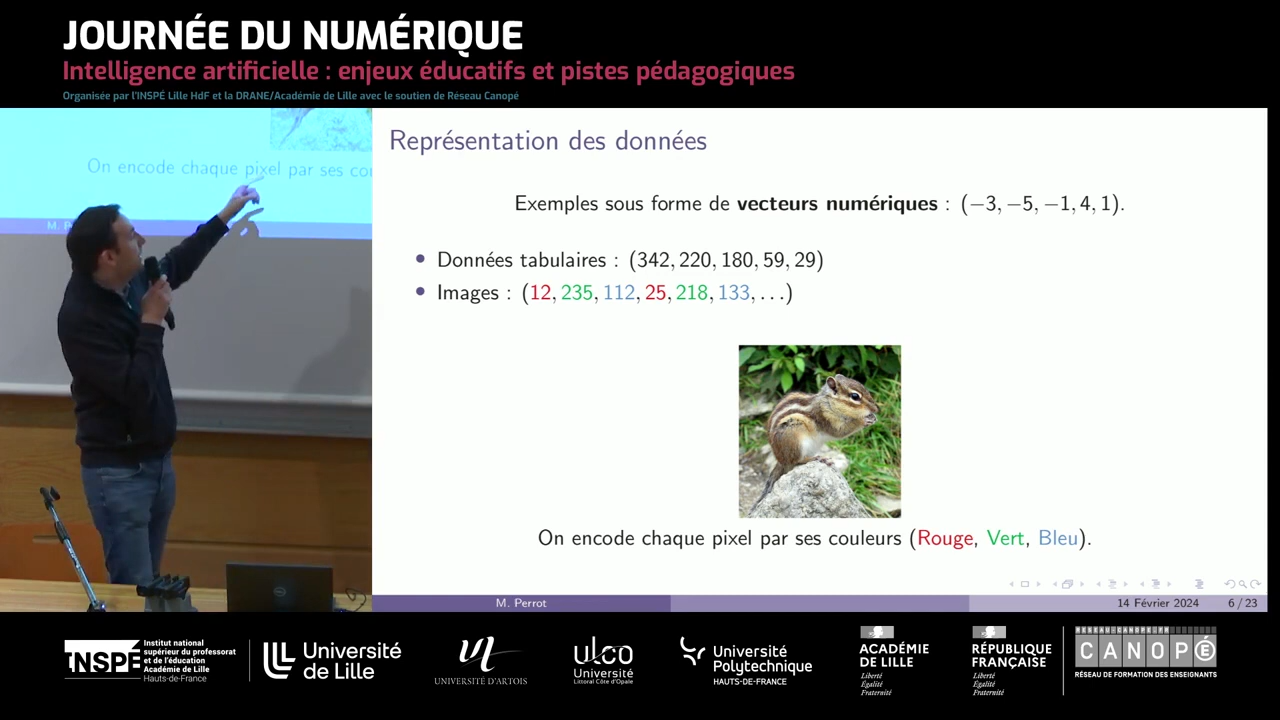 JOURNÉE DU NUMÉRIQUE
Intelligence artificielle : enjeux éducatifs et pistes pédagogiques
Organisée par l'INSPÉ Lille HdF et la DRANE/Académie de Lille avec le soutien de Réseau Canopé
On encode chaque pixel par ses cou
M. P
Représentation des données
Exemples sous forme de vecteurs numériques : (−3, −5, −1, 4, 1).
• Données tabulaires : (342, 220, 180, 59, 29)
• Images : (12, 235, 112, 25, 218, 133, . . .)
On encode chaque pixel par ses couleurs (Rouge, Vert, Bleu).
M. Perrot
14 Février 2024
6 / 23
INSPÉ
Institut national
supérieur du professorat
et de l'éducation
Académie de Lille
Hauts-de-France
Université
de Lille
UNIVERSITÉ D'ARTOIS
ulco
Université
Littoral Côte d'Opale
Université
Polytechnique
HAUTS-DE-FRANCE
ACADÉMIE
DE LILLE
Liberté
Égalité
Fraternité
RÉPUBLIQUE
FRANÇAISE
Liberté
Égalité
Fraternité
RESEAU-CANOPE.FR
CANOPÉ
RÉSEAU DE FORMATION DES ENSEIGNANTS